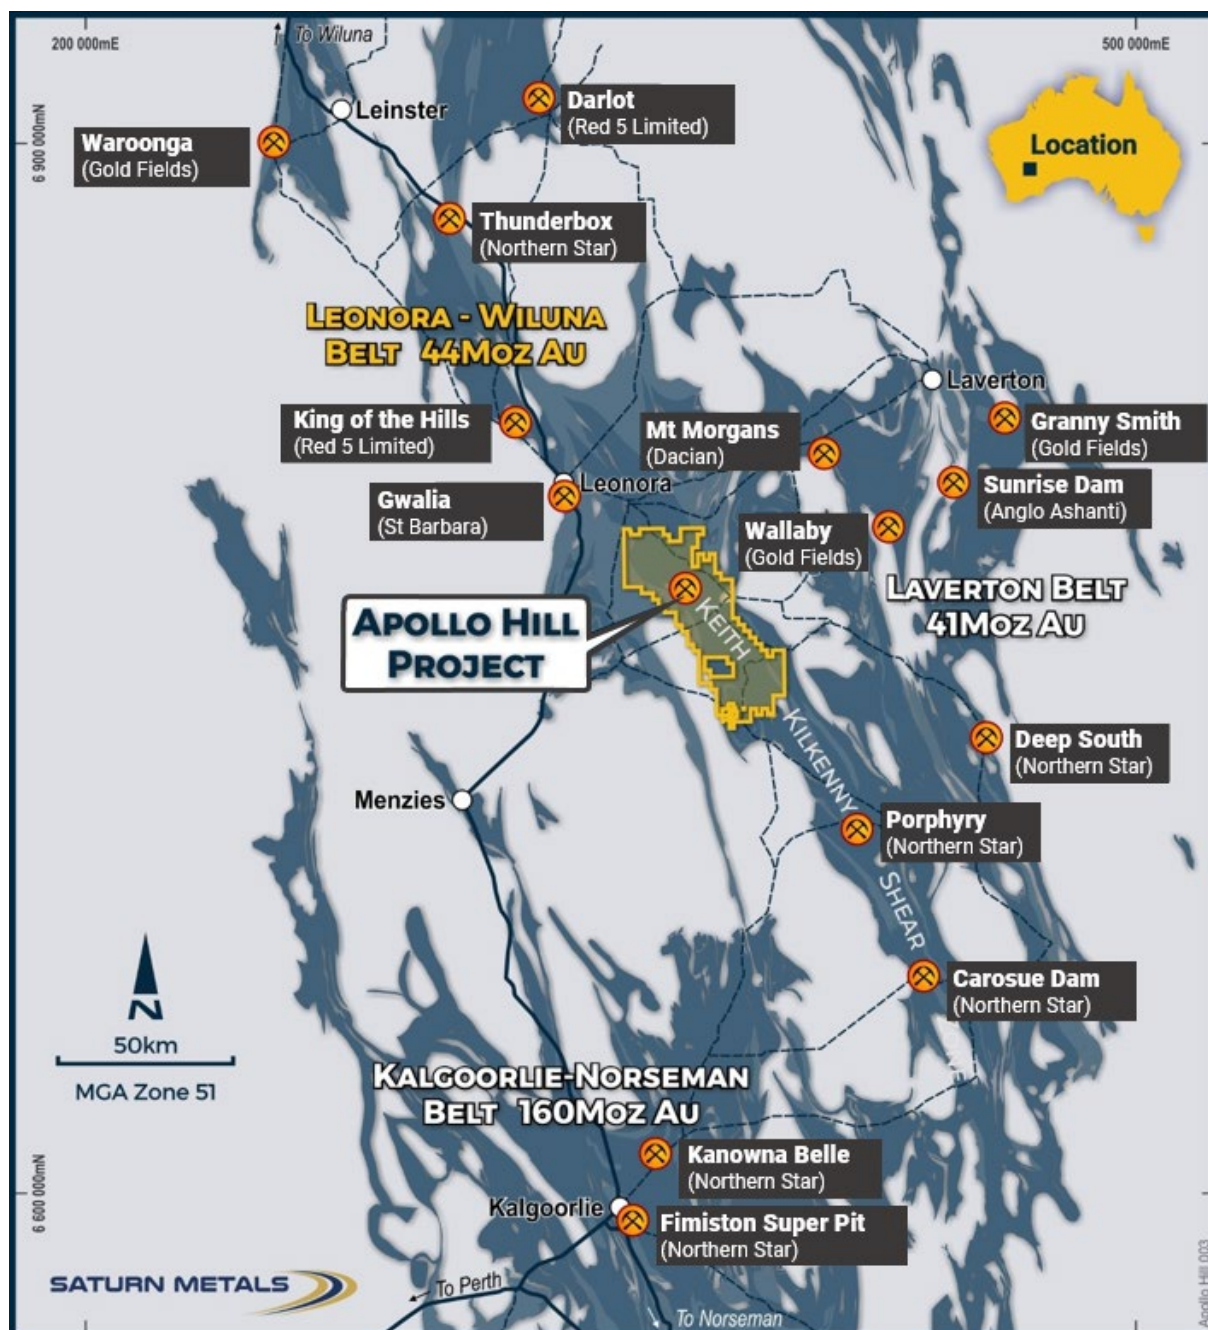 To Wiluna
200 000mE
500 000mE
Leinster
Darlot
(Red 5 Limited)
6 900 000mN
Waroonga
(Gold Fields)
Location
Thunderbox
(Northern Star)
LEONORA - WILUNA
BELT 44MOZ AU
Laverton
King of the Hills
(Red 5 Limited)
Mt Morgans
(Dacian)
Granny Smith
(Gold Fields)
Leonora
Gwalia
(St Barbara)
Sunrise Dam
(Anglo Ashanti)
Wallaby
(Gold Fields)
LAVERTON BELT
41MOZ AU
APOLLO HILL
PROJECT
KEITH
KILKENNY
SHEAR
ZONE
Deep South
(Northern Star)
Menzies
Porphyry
(Northern Star)
Carosue Dam
(Northern Star)
N
50km
MGA Zone 51
KALGOORLIE-NORSEMAN
BELT 160MOZ AU
Kanowna Belle
(Northern Star)
6 600 000mN
Kalgoorlie
Fimiston Super Pit
(Northern Star)
SATURN METALS
To Perth
To Norseman
Apollo Hill 003